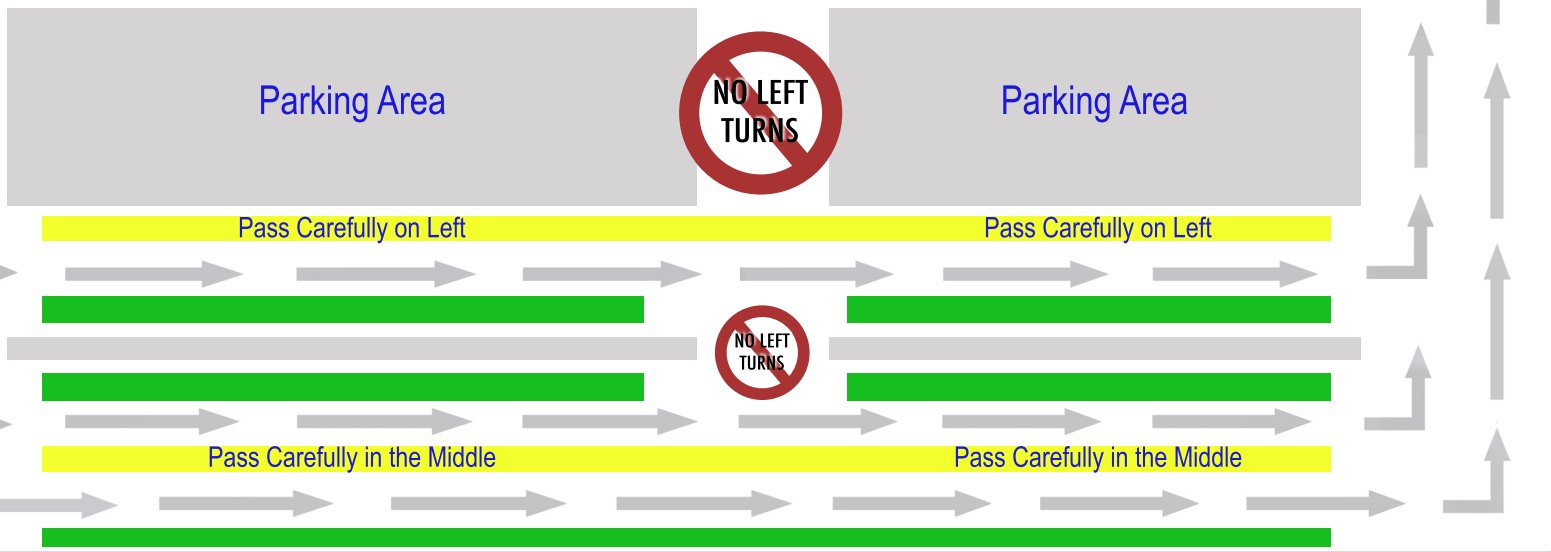 Parking Area
NO LEFT
TURNS
Parking Area
Pass Carefully on Left
Pass Carefully on Left
NO LEFT
TURNS
Pass Carefully in the Middle
Pass Carefully in the Middle